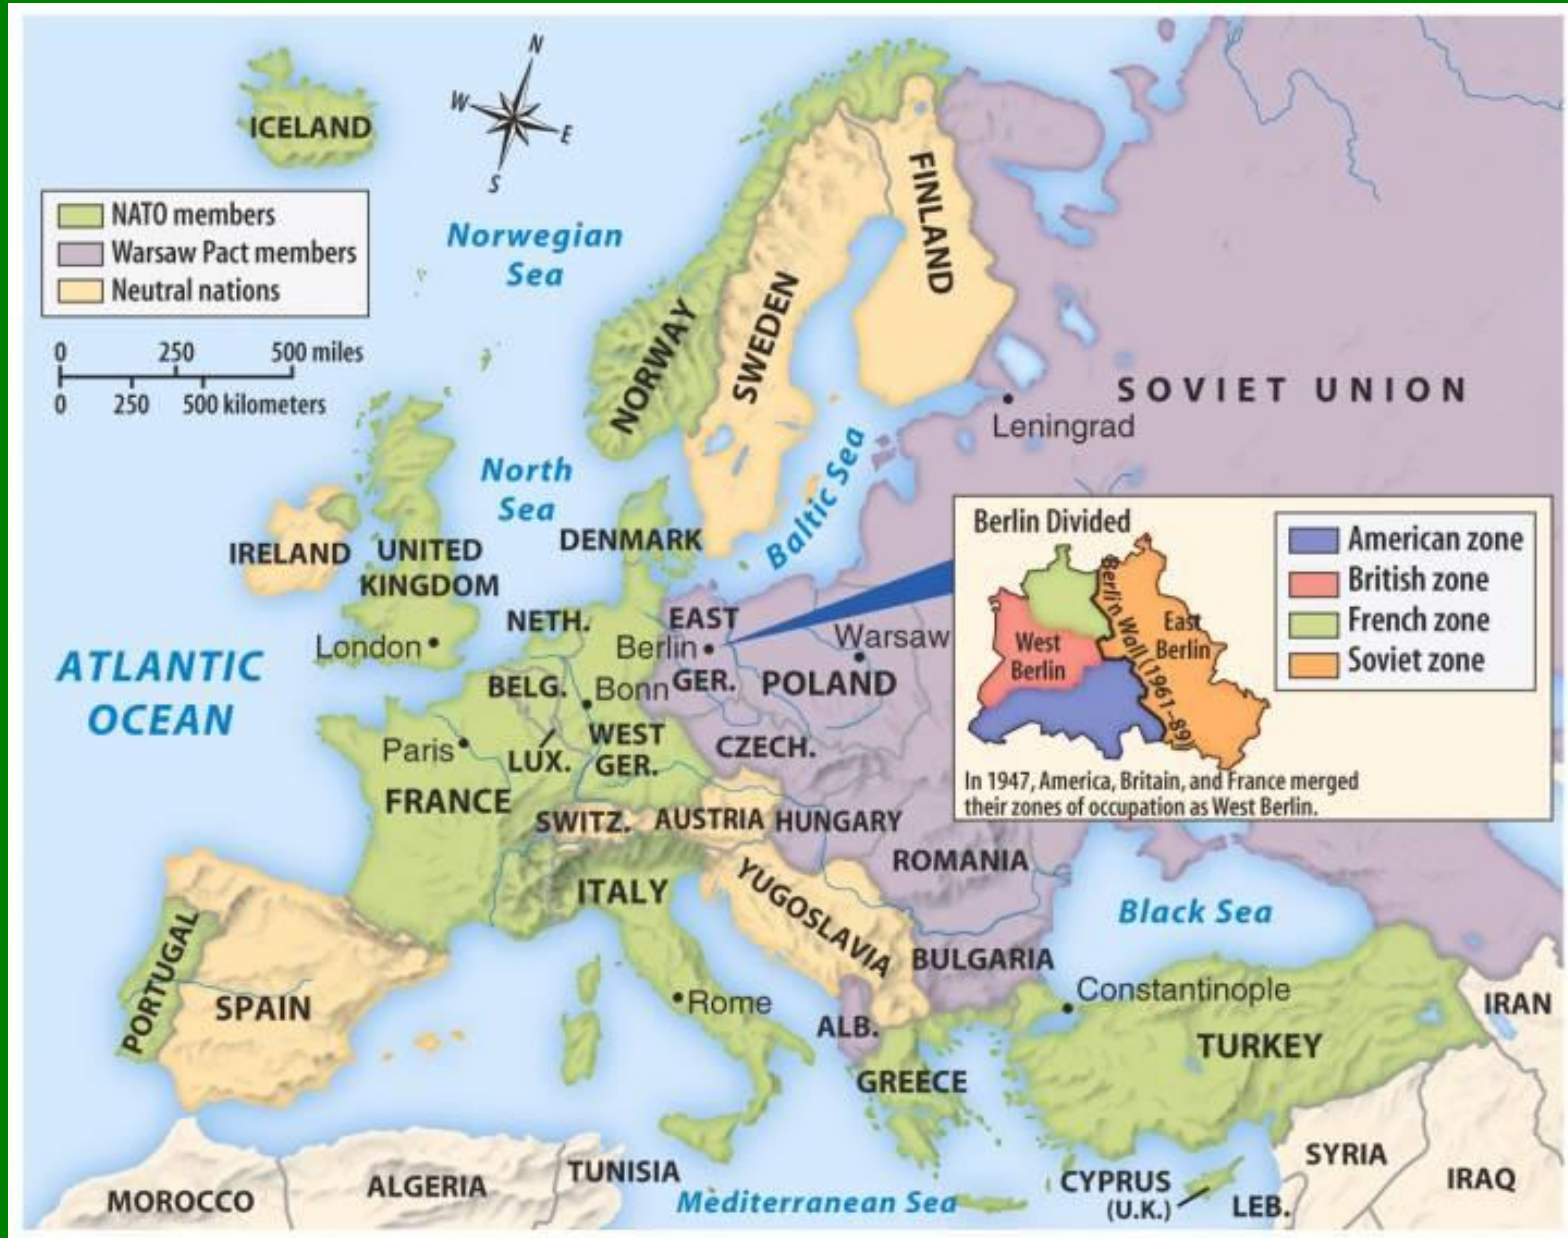 N
W
E
S
ICELAND
NATO members
Warsaw Pact members
Neutral nations
0 250 500 miles
0 250 500 kilometers
Norwegian
Sea
FINLAND
SWEDEN
NORWAY
SOVIET UNION
Leningrad
North
Sea
Baltic Sea
DENMARK
IRELAND
UNITED
KINGDOM
London
NETH.
EAST
GER.
Berlin
Warsaw
POLAND
ATLANTIC
OCEAN
BELG.
Bonn
LUX.
WEST
GER.
Paris
FRANCE
CZECH.
SWITZ.
AUSTRIA
HUNGARY
ROMANIA
ITALY
YUGOSLAVIA
BULGARIA
Black Sea
PORTUGAL
SPAIN
Rome
ALB.
Constantinople
TURKEY
IRAN
GREECE
MOROCCO
ALGERIA
TUNISIA
Mediterranean Sea
CYPRUS
(U.K.)
LEB.
SYRIA
IRAQ
Berlin Divided
West
Berlin
Berlin Wall (1961–89)
East
Berlin
American zone
British zone
French zone
Soviet zone
In 1947, America, Britain, and France merged
their zones of occupation as West Berlin.